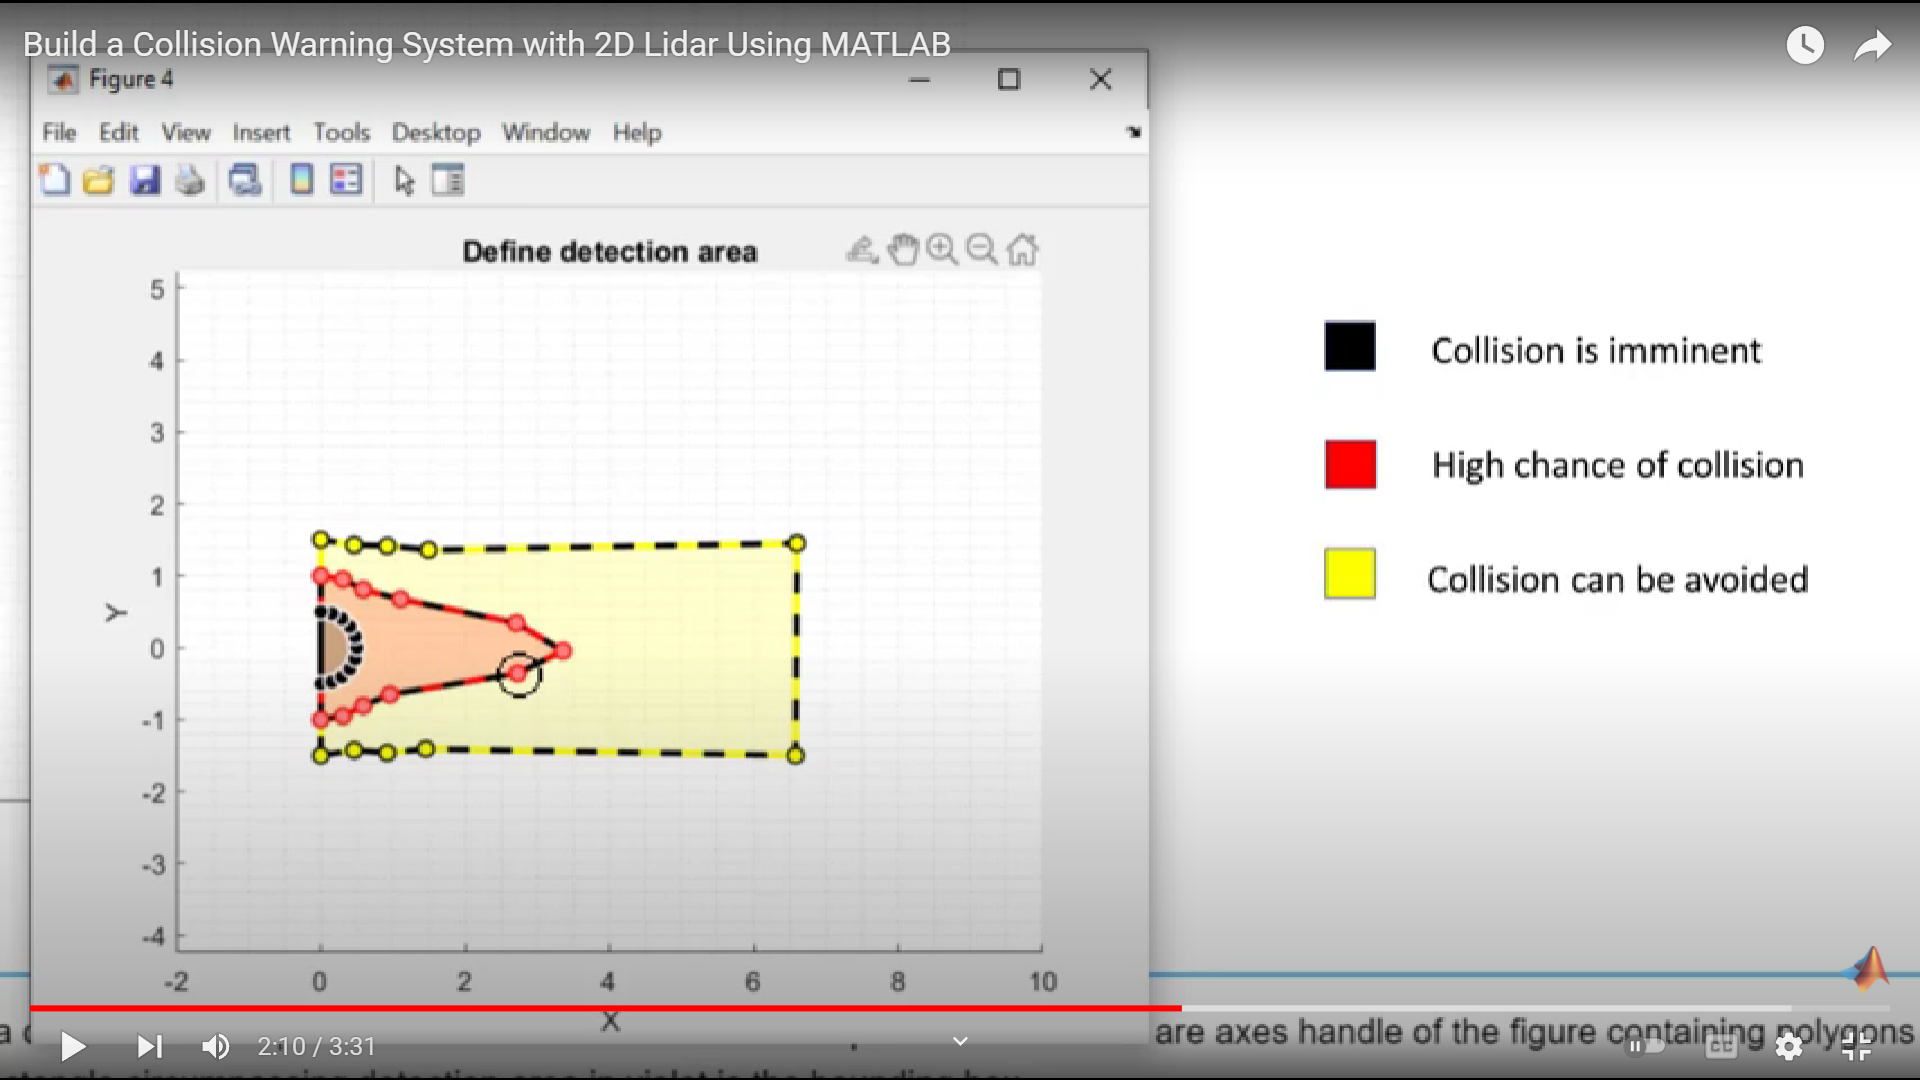 Build a Collision Warning System with 2D Lidar Using MATLAB
Figure 4
File Edit View Insert Tools Desktop Window Help
Define detection area
5
4
3
2
1
0
-1
-2
-3
-4
Y
-2 0 2 4 6 8 10
X
Collision is imminent
High chance of collision
Collision can be avoided
a
are axes handle of the figure containing polygons
2:10 / 3:31
CC